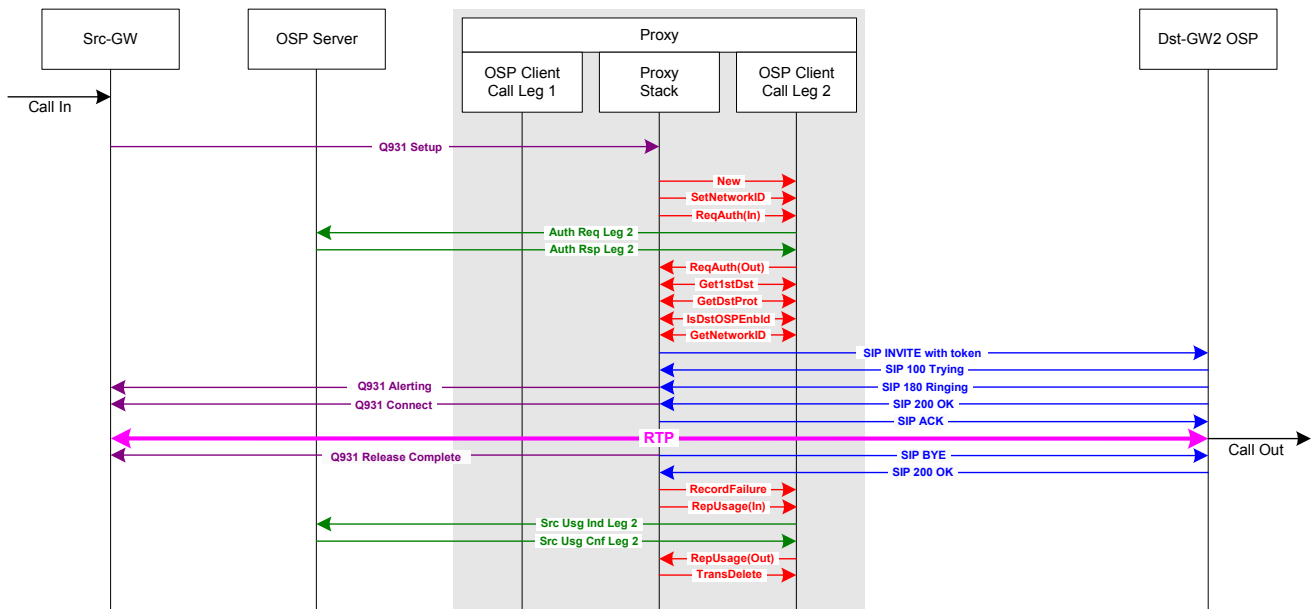 Src-GW
OSP Server
Proxy
Dst-GW2 OSP
OSP Client
Call Leg 1
Proxy
Stack
OSP Client
Call Leg 2
Call In
Q931 Setup
New
SetNetworkID
ReqAuth(In)
Auth Req Leg 2
Auth Rsp Leg 2
ReqAuth(Out)
Get1stDst
GetDstProt
IsDstOSPEnbld
GetNetworkID
SIP INVITE with token
SIP 100 Trying
Q931 Alerting
SIP 180 Ringing
Q931 Connect
SIP 200 OK
SIP ACK
RTP
Call Out
Q931 Release Complete
SIP BYE
SIP 200 OK
RecordFailure
RepUsage(In)
Src Usg Ind Leg 2
Src Usg Cnf Leg 2
RepUsage(Out)
TransDelete